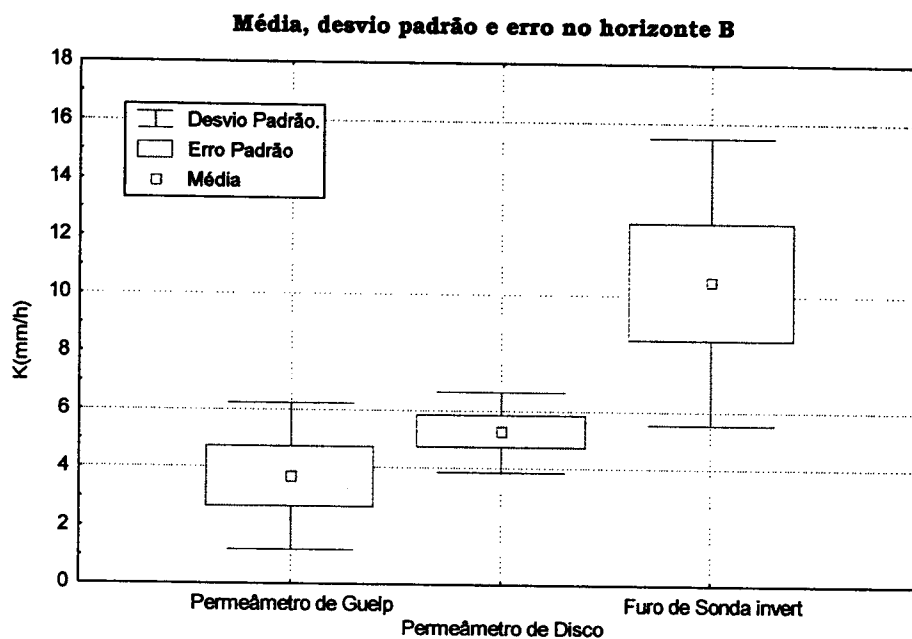 Média, desvio padrão e erro no horizonte B
18
16
14
12
10
8
6
4
2
0
K(mm/h)
Desvio Padrão.
Erro Padrão
Média
Permeâmetro de Guelp
Permeâmetro de Disco
Furo de Sonda invert